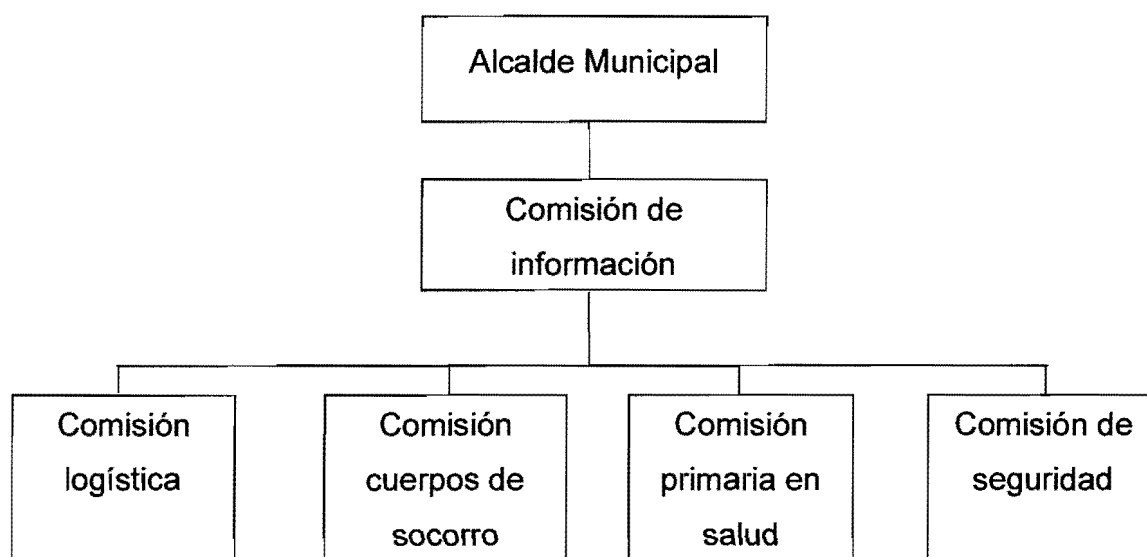 Alcalde Municipal
Comisión de
información
Comisión
logística
Comisión
cuerpos de
socorro
Comisión
primaria en
salud
Comisión de
seguridad